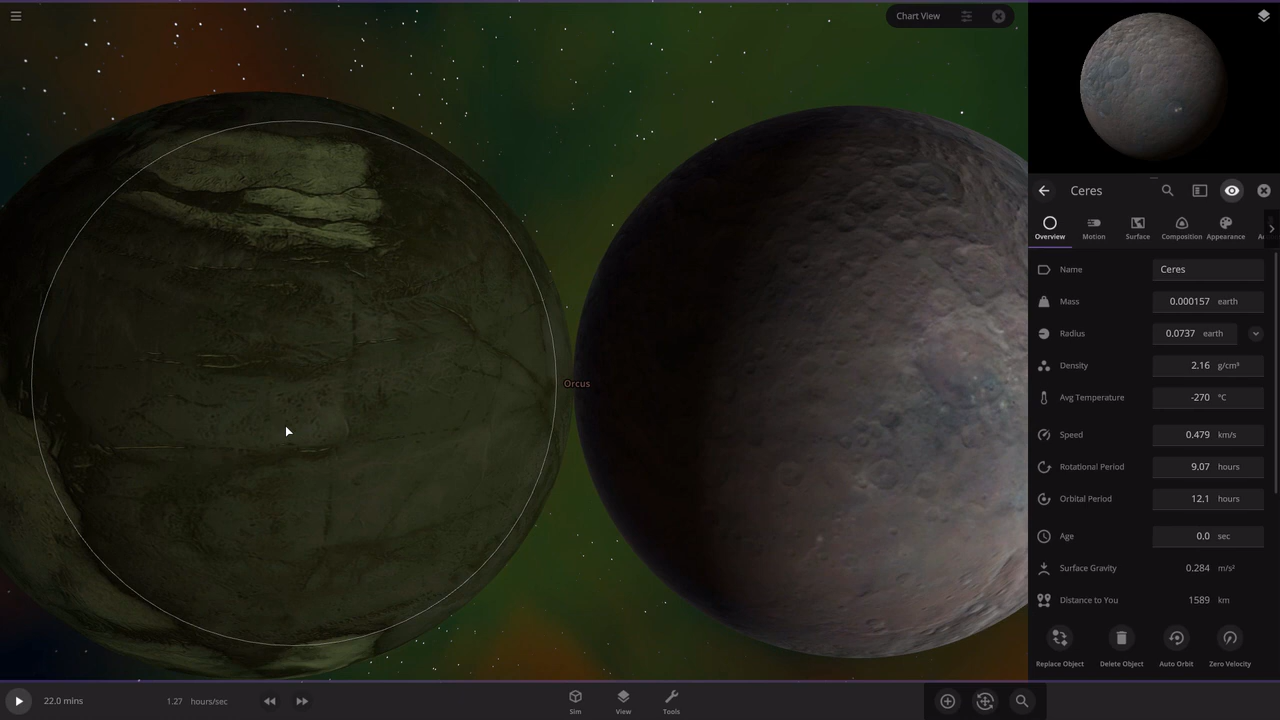 Chart View
Orcus
Ceres
Overview
Motion
Surface
Composition
Appearance
Name
Ceres
Mass
0.000157 earth
Radius
0.0737 earth
Density
2.16 g/cm³
Avg Temperature
-270 °C
Speed
0.479 km/s
Rotational Period
9.07 hours
Orbital Period
12.1 hours
Age
0.0 sec
Surface Gravity
0.284 m/s²
Distance to You
1589 km
Replace Object
Delete Object
Auto Orbit
Zero Velocity
22.0 mins
1.27 hours/sec
Sim
View
Tools